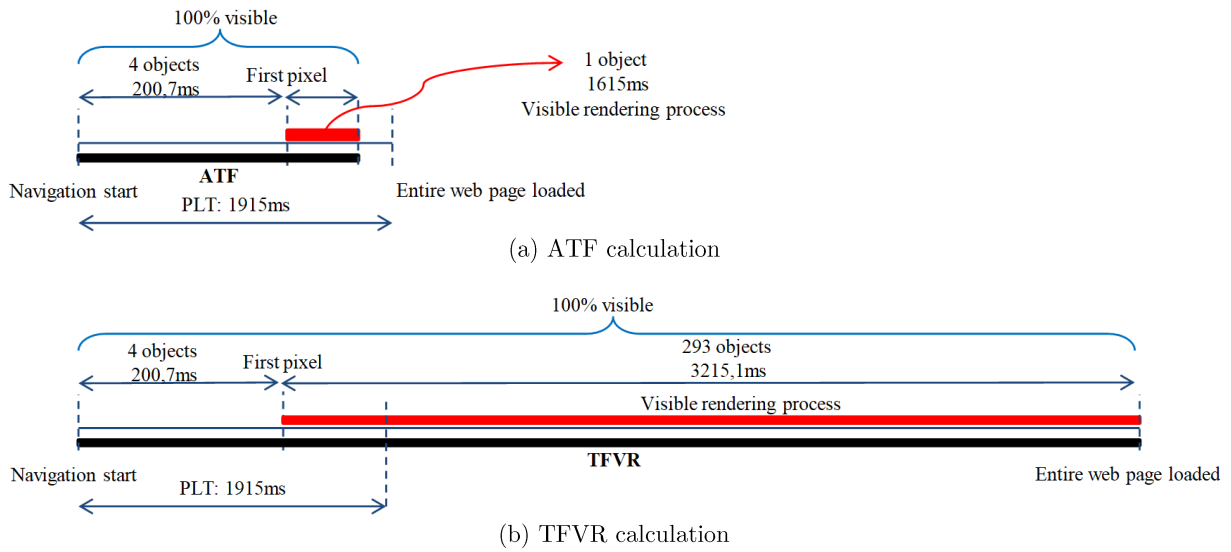 100% visible
4 objects
200,7ms
First pixel
1 object
1615ms
Visible rendering process
ATF
Navigation start
Entire web page loaded
PLT: 1915ms
(a) ATF calculation
100% visible
4 objects
200,7ms
First pixel
293 objects
3215,1ms
Visible rendering process
TFVR
Navigation start
Entire web page loaded
PLT: 1915ms
(b) TFVR calculation